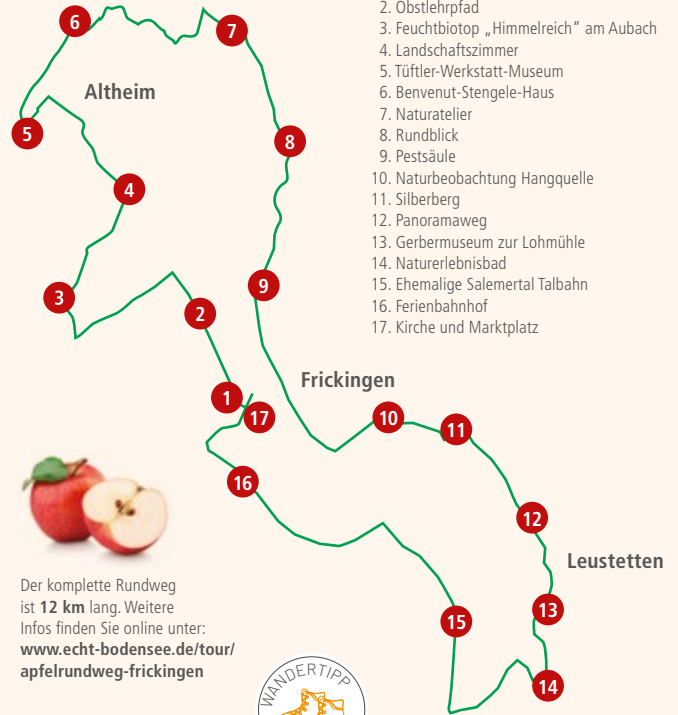 6
7
Altheim
5
8
4
3
9
2
1
17
Frickingen
10
11
16
12
Leustetten
13
15
14
2. Obstlehrpfad
3. Feuchtbiotop „Himmelreich“ am Aubach
4. Landschaftszimmer
5. Tüftler-Werkstatt-Museum
6. Benvenut-Stengele-Haus
7. Naturatelier
8. Rundblick
9. Pestsäule
10. Naturbeobachtung Hangquelle
11. Silberberg
12. Panoramaweg
13. Gerbermuseum zur Lohmühle
14. Naturerlebnisbad
15. Ehemalige Salemertal Talbahn
16. Ferienbahnhof
17. Kirche und Marktplatz
Der komplette Rundweg
ist 12 km lang. Weitere
Infos finden Sie online unter:
www.echt-bodensee.de/tour/
apfelrundweg-frickingen
WANDERTIPP